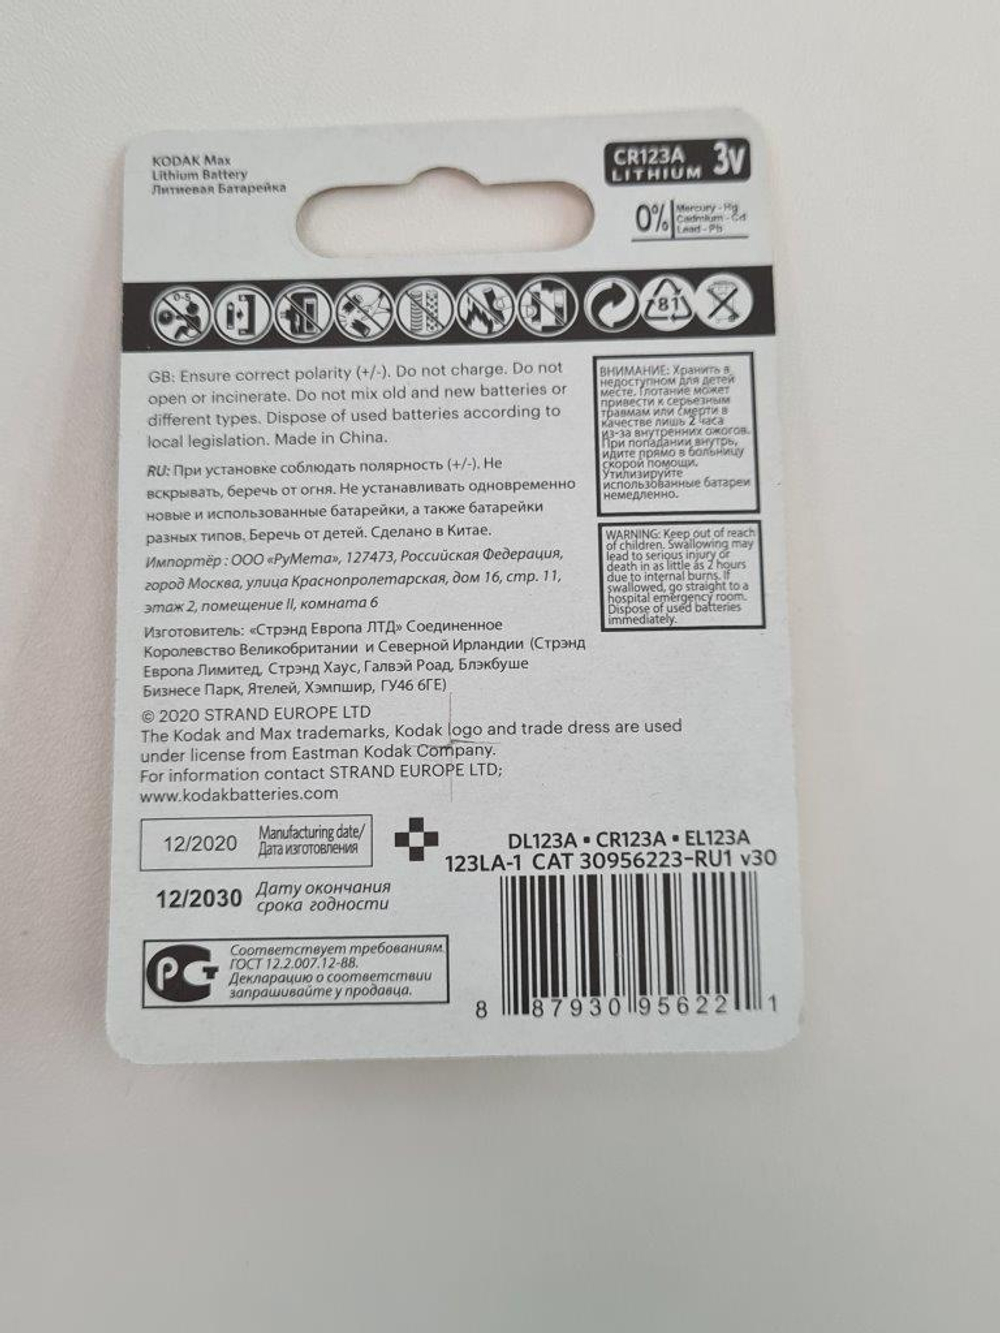 KODAK Max
Lithium Battery
Литиевая Батарейка
CR123A 3V
LITHIUM
0% Mercury - Hg
Cadmium - Cd
Lead - Pb
0-5
81
GB: Ensure correct polarity (+/-). Do not charge. Do not
open or incinerate. Do not mix old and new batteries or
different types. Dispose of used batteries according to
local legislation. Made in China.
RU: При установке соблюдать полярность (+/-). Не
вскрывать, беречь от огня. Не устанавливать одновременно
новые и использованные батарейки, а также батарейки
разных типов. Беречь от детей. Сделано в Китае.
Импортёр : ООО «РуМета», 127473, Российская Федерация,
город Москва, улица Краснопролетарская, дом 16, стр. 11,
этаж 2, помещение II, комната 6
Изготовитель: «Стрэнд Европа ЛТД» Соединенное
Королевство Великобритании и Северной Ирландии (Стрэнд
Европа Лимитед, Стрэнд Хаус, Галвэй Роад, Блэкбуше
Бизнесе Парк, Ятелей, Хэмпшир, ГУ46 6ГЕ)
© 2020 STRAND EUROPE LTD
The Kodak and Max trademarks, Kodak logo and trade dress are used
under license from Eastman Kodak Company.
For information contact STRAND EUROPE LTD;
www.kodakbatteries.com
ВНИМАНИЕ: Хранить в
недоступном для детей
месте. Глотание может
привести к серьезным
травмам или смерти в
качестве лишь 2 часа
из-за внутренних ожогов.
При попадании внутрь,
идите прямо в больницу
скорой помощи.
Утилизируйте
использованные батареи
немедленно.
WARNING: Keep out of reach
of children. Swallowing may
lead to serious injury or
death in as little as 2 hours
due to internal burns. If
swallowed, go straight to a
hospital emergency room.
Dispose of used batteries
immediately.
12/2020 Manufacturing date/
Дата изготовления
12/2030 Дату окончания
срока годности
РСТ
Соответствует требованиям.
ГОСТ 12.2.007.12-88.
Декларацию о соответствии
запрашивайте у продавца.
DL123A ▪ CR123A ▪ EL123A
123LA-1 CAT 30956223-RU1 v30
8 87930 95622 1